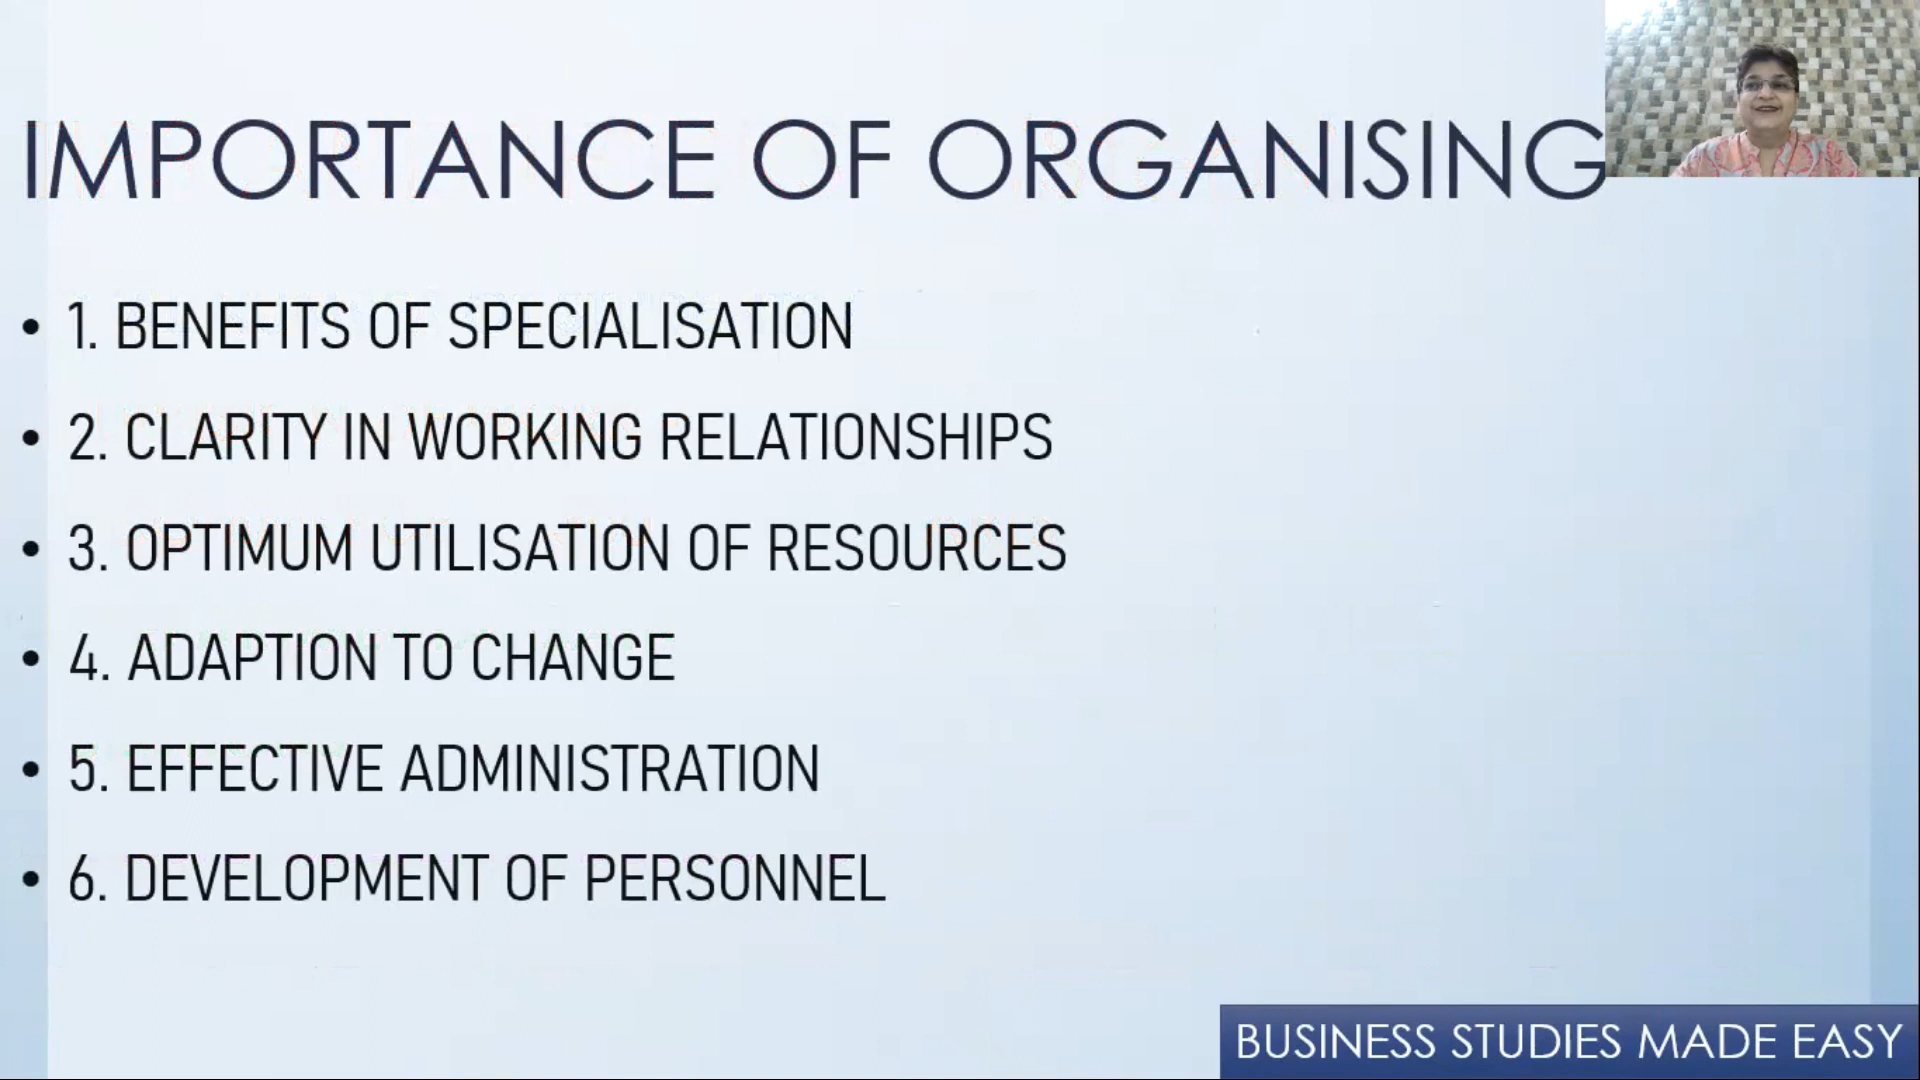 IMPORTANCE OF ORGANISING
• 1. BENEFITS OF SPECIALISATION
• 2. CLARITY IN WORKING RELATIONSHIPS
• 3. OPTIMUM UTILISATION OF RESOURCES
• 4. ADAPTION TO CHANGE
• 5. EFFECTIVE ADMINISTRATION
• 6. DEVELOPMENT OF PERSONNEL
BUSINESS STUDIES MADE EASY